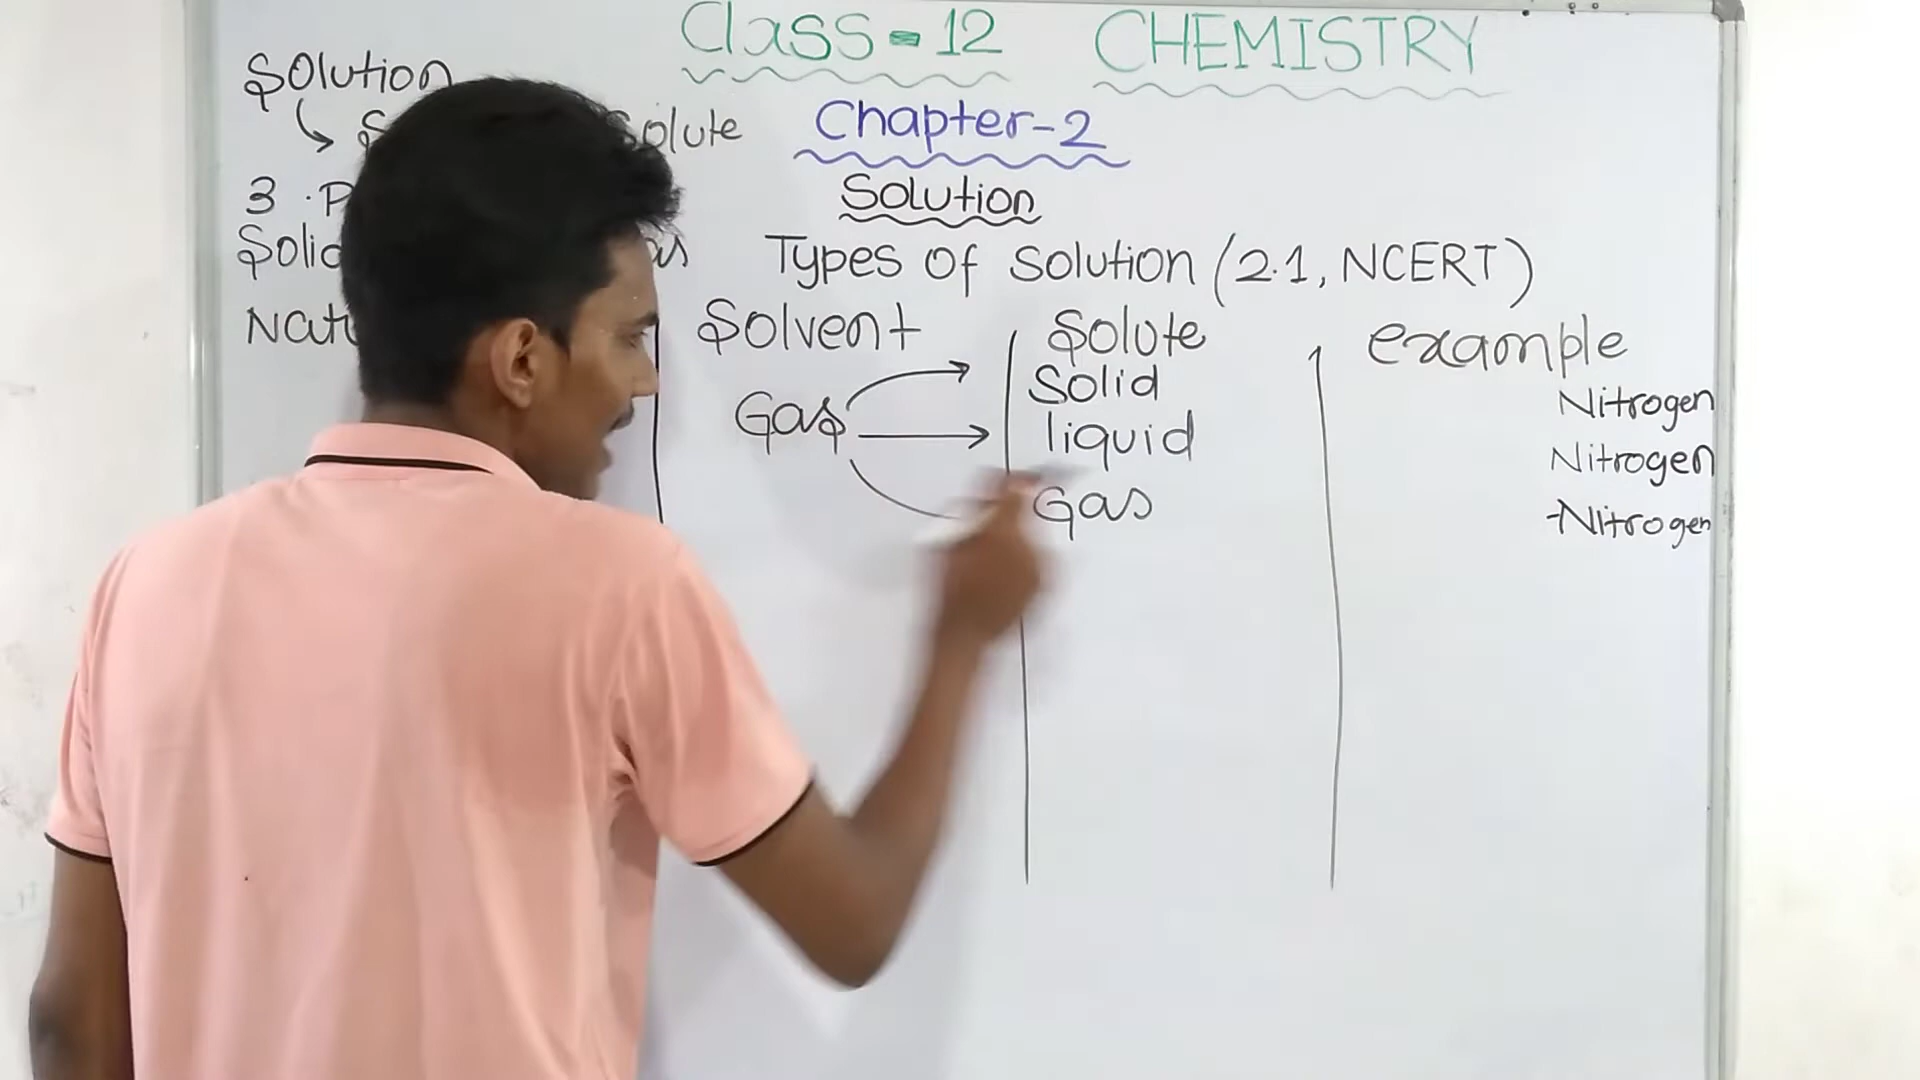 Class-12 CHEMISTRY
Solution
Chapter-2
Solute
3
Solution
Types of Solution (2.1, NCERT)
Solvent Solute example
Gas Solid Nitrogen
liquid Nitrogen
Gas -Nitrogen